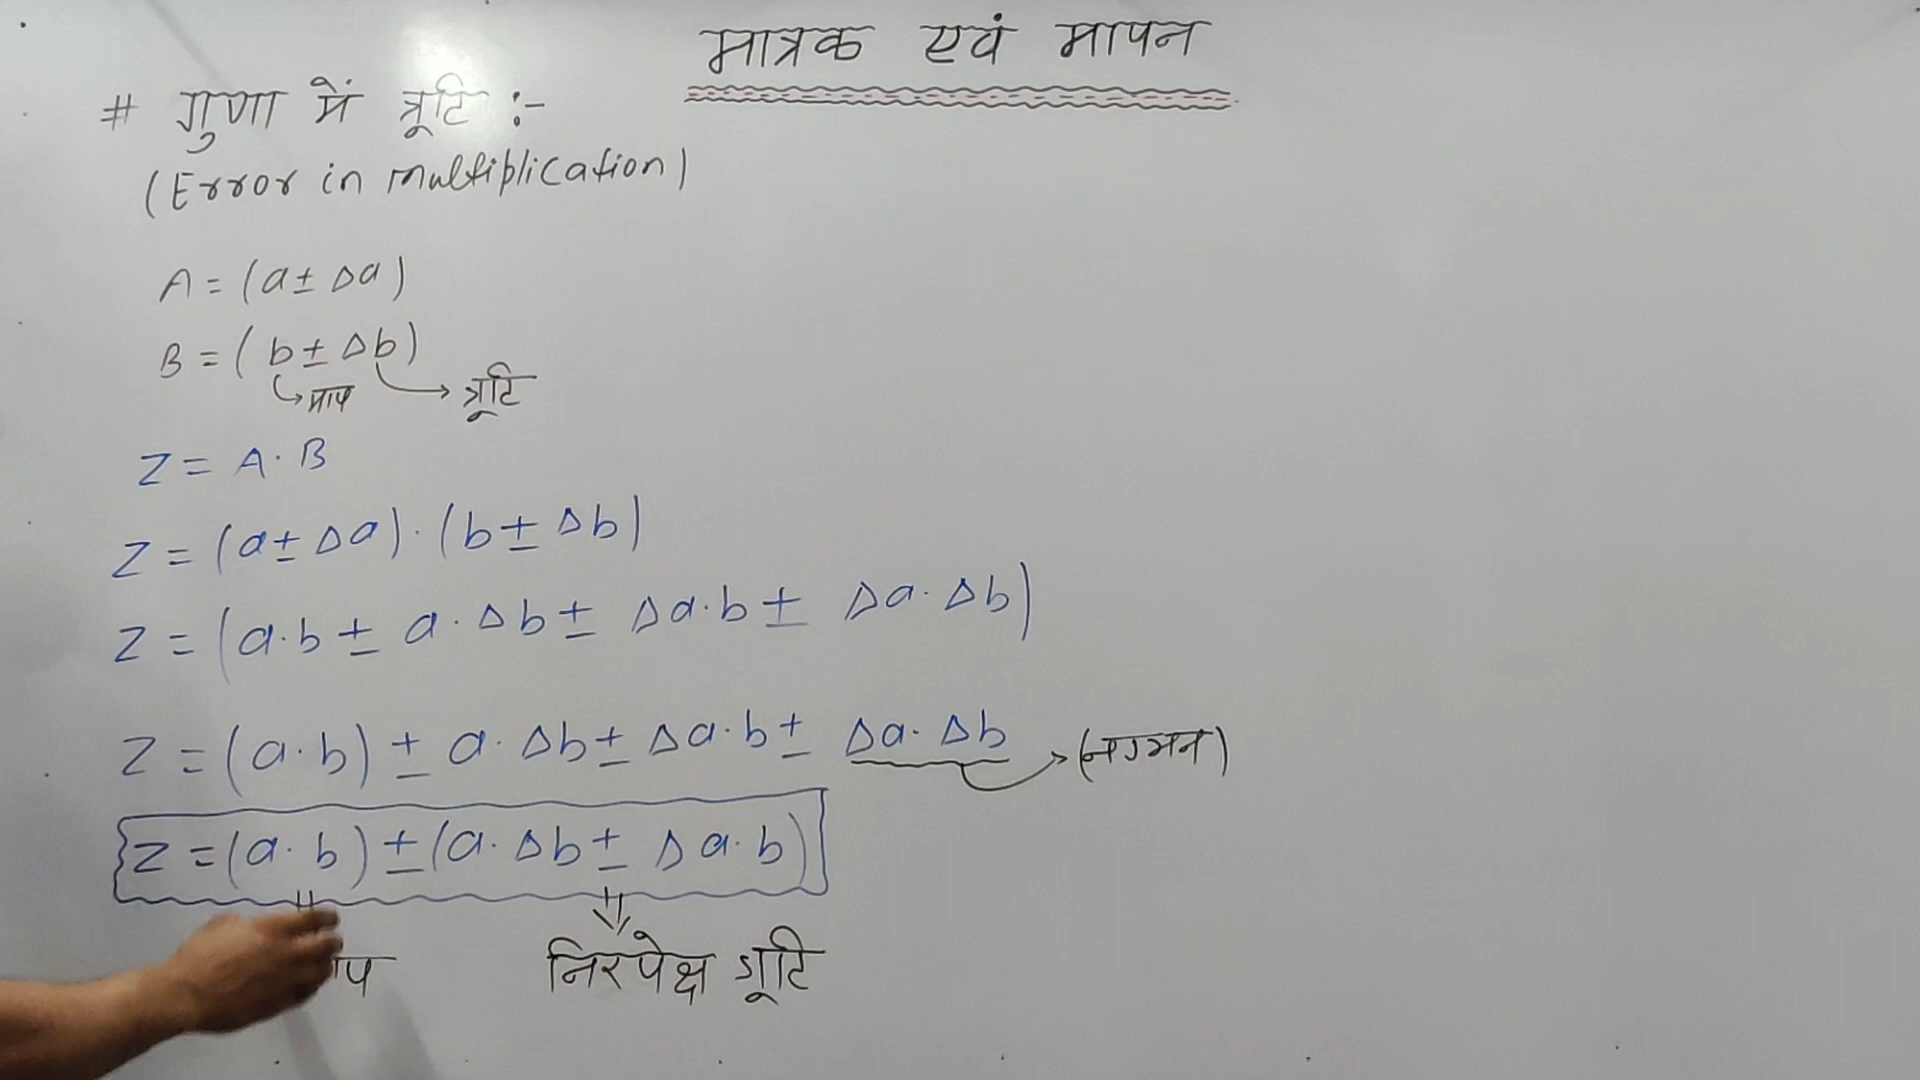 मात्रक एवं मापन
# गुणा में त्रूटि :-
(Error in multiplication)
A = (a ± Δa)
B = (b ± Δb)
माप त्रूटि
Z = A · B
Z = (a ± Δa) · (b ± Δb)
Z = (a·b ± a·Δb ± Δa·b ± Δa·Δb)
Z = (a·b) ± a·Δb ± Δa·b ± Δa·Δb (नगन्य)
Z = (a·b) ± (a·Δb ± Δa·b)
निरपेक्ष त्रूटि